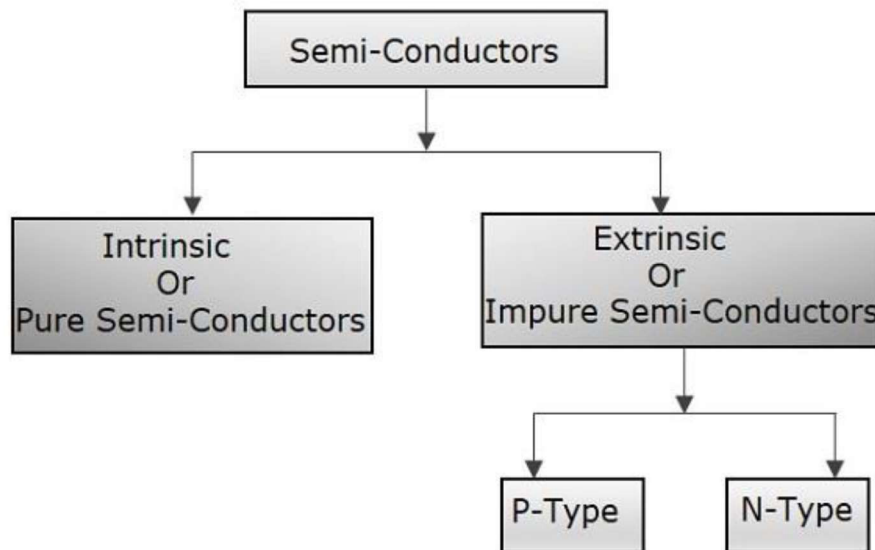 Semi-Conductors
Intrinsic
Or
Pure Semi-Conductors
Extrinsic
Or
Impure Semi-Conductors
P-Type
N-Type